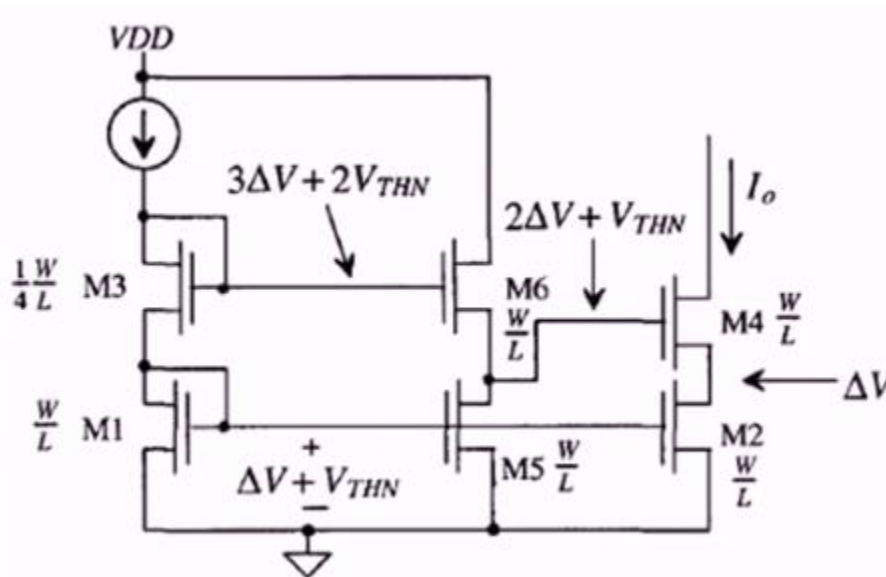 VDD
3ΔV + 2V_THN
2ΔV + V_THN
I_o
1/4 W/L M3
M6
W/L
M4 W/L
ΔV
W/L M1
+
ΔV + V_THN
−
M5 W/L
M2
W/L